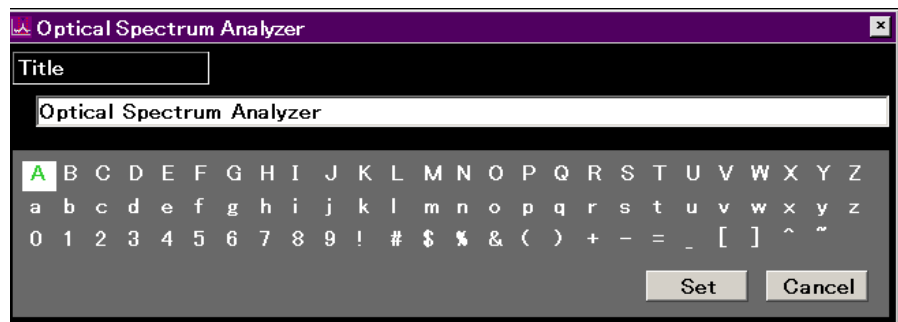 Optical Spectrum Analyzer
Title
Optical Spectrum Analyzer
A B C D E F G H I J K L M N O P Q R S T U V W X Y Z
a b c d e f g h i j k l m n o p q r s t u v w x y z
0 1 2 3 4 5 6 7 8 9 ! # $ % & ( ) + - = _ [ ] ^ ~
Set Cancel